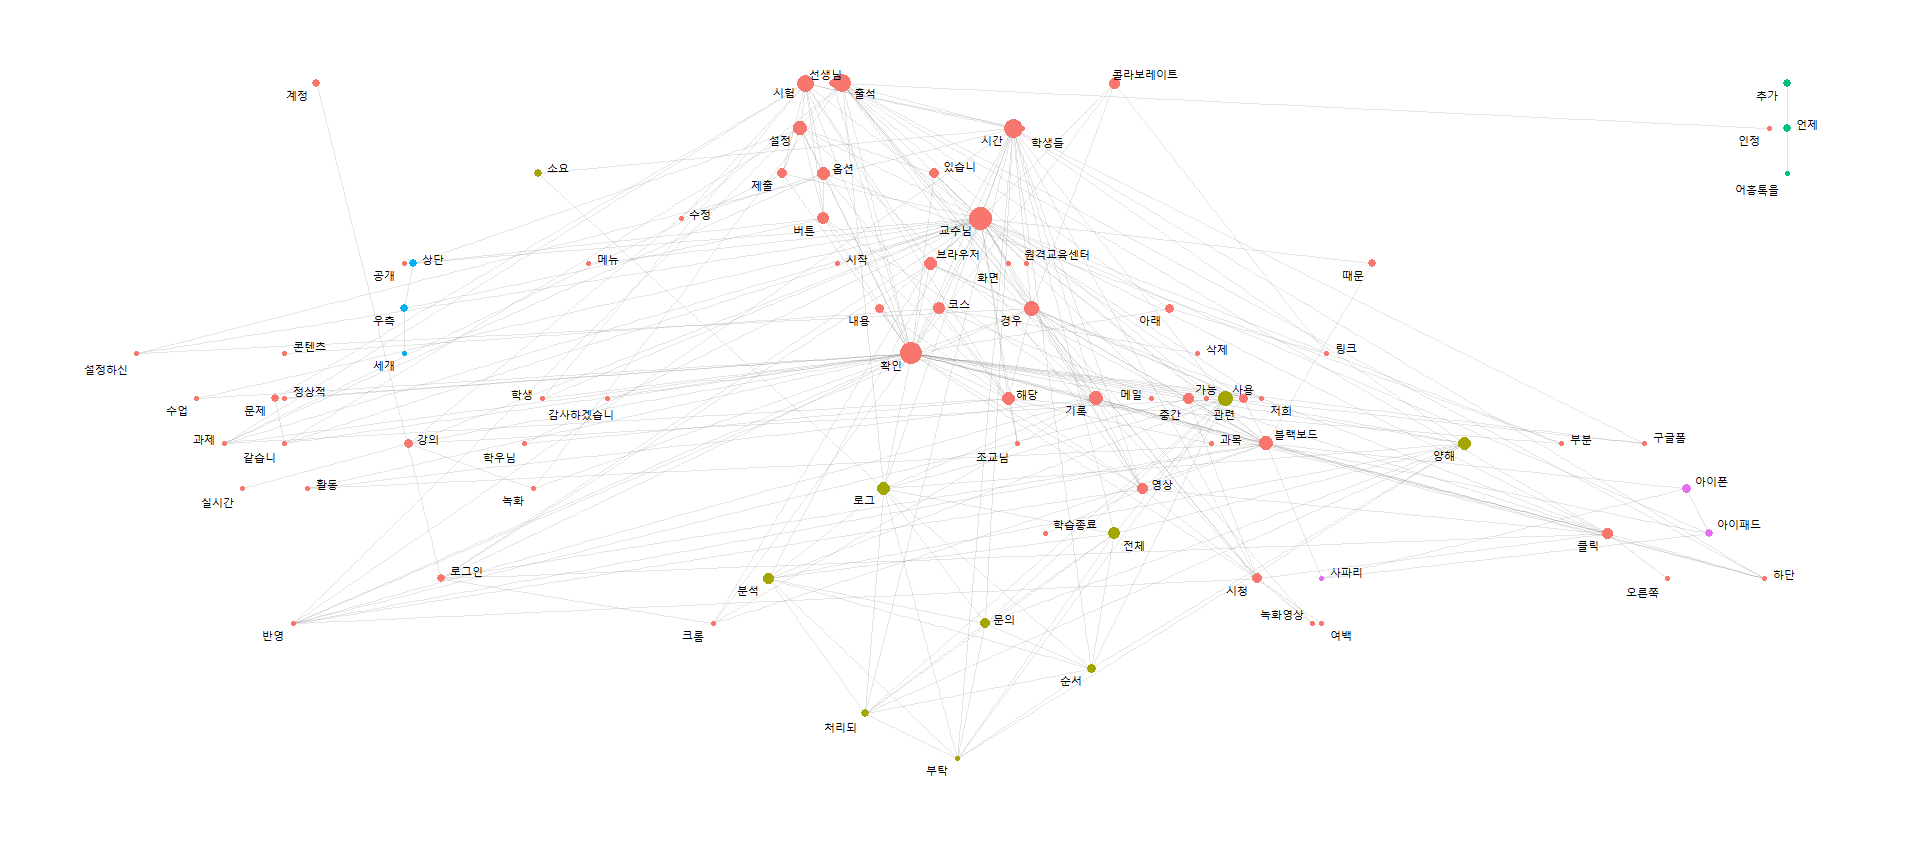 선생님
콜라보레이트
계정
시험
출석
추가
언제
설정
시간
학생들
인정
소요
옵션
있습니
제출
어흥톡을
수정
버튼
교수님
상단
메뉴
시작
브라우저
원격교육센터
공개
화면
때문
우측
내용
코스
경우
아래
콘텐츠
세개
확인
삭제
링크
설정하신
정상적
학생
해당
메일
가능
사용
수업
문제
감사하겠습니
기록
중간
관련
저희
과제
강의
블랙보드
과목
부분
구글폼
같습니
학우님
조교님
양해
실시간
활동
녹화
로그
영상
아이폰
학습종료
전체
아이패드
클릭
로그인
분석
시청
사파리
오른쪽
하단
반영
크롬
문의
녹화영상
여백
순서
처리되
부탁